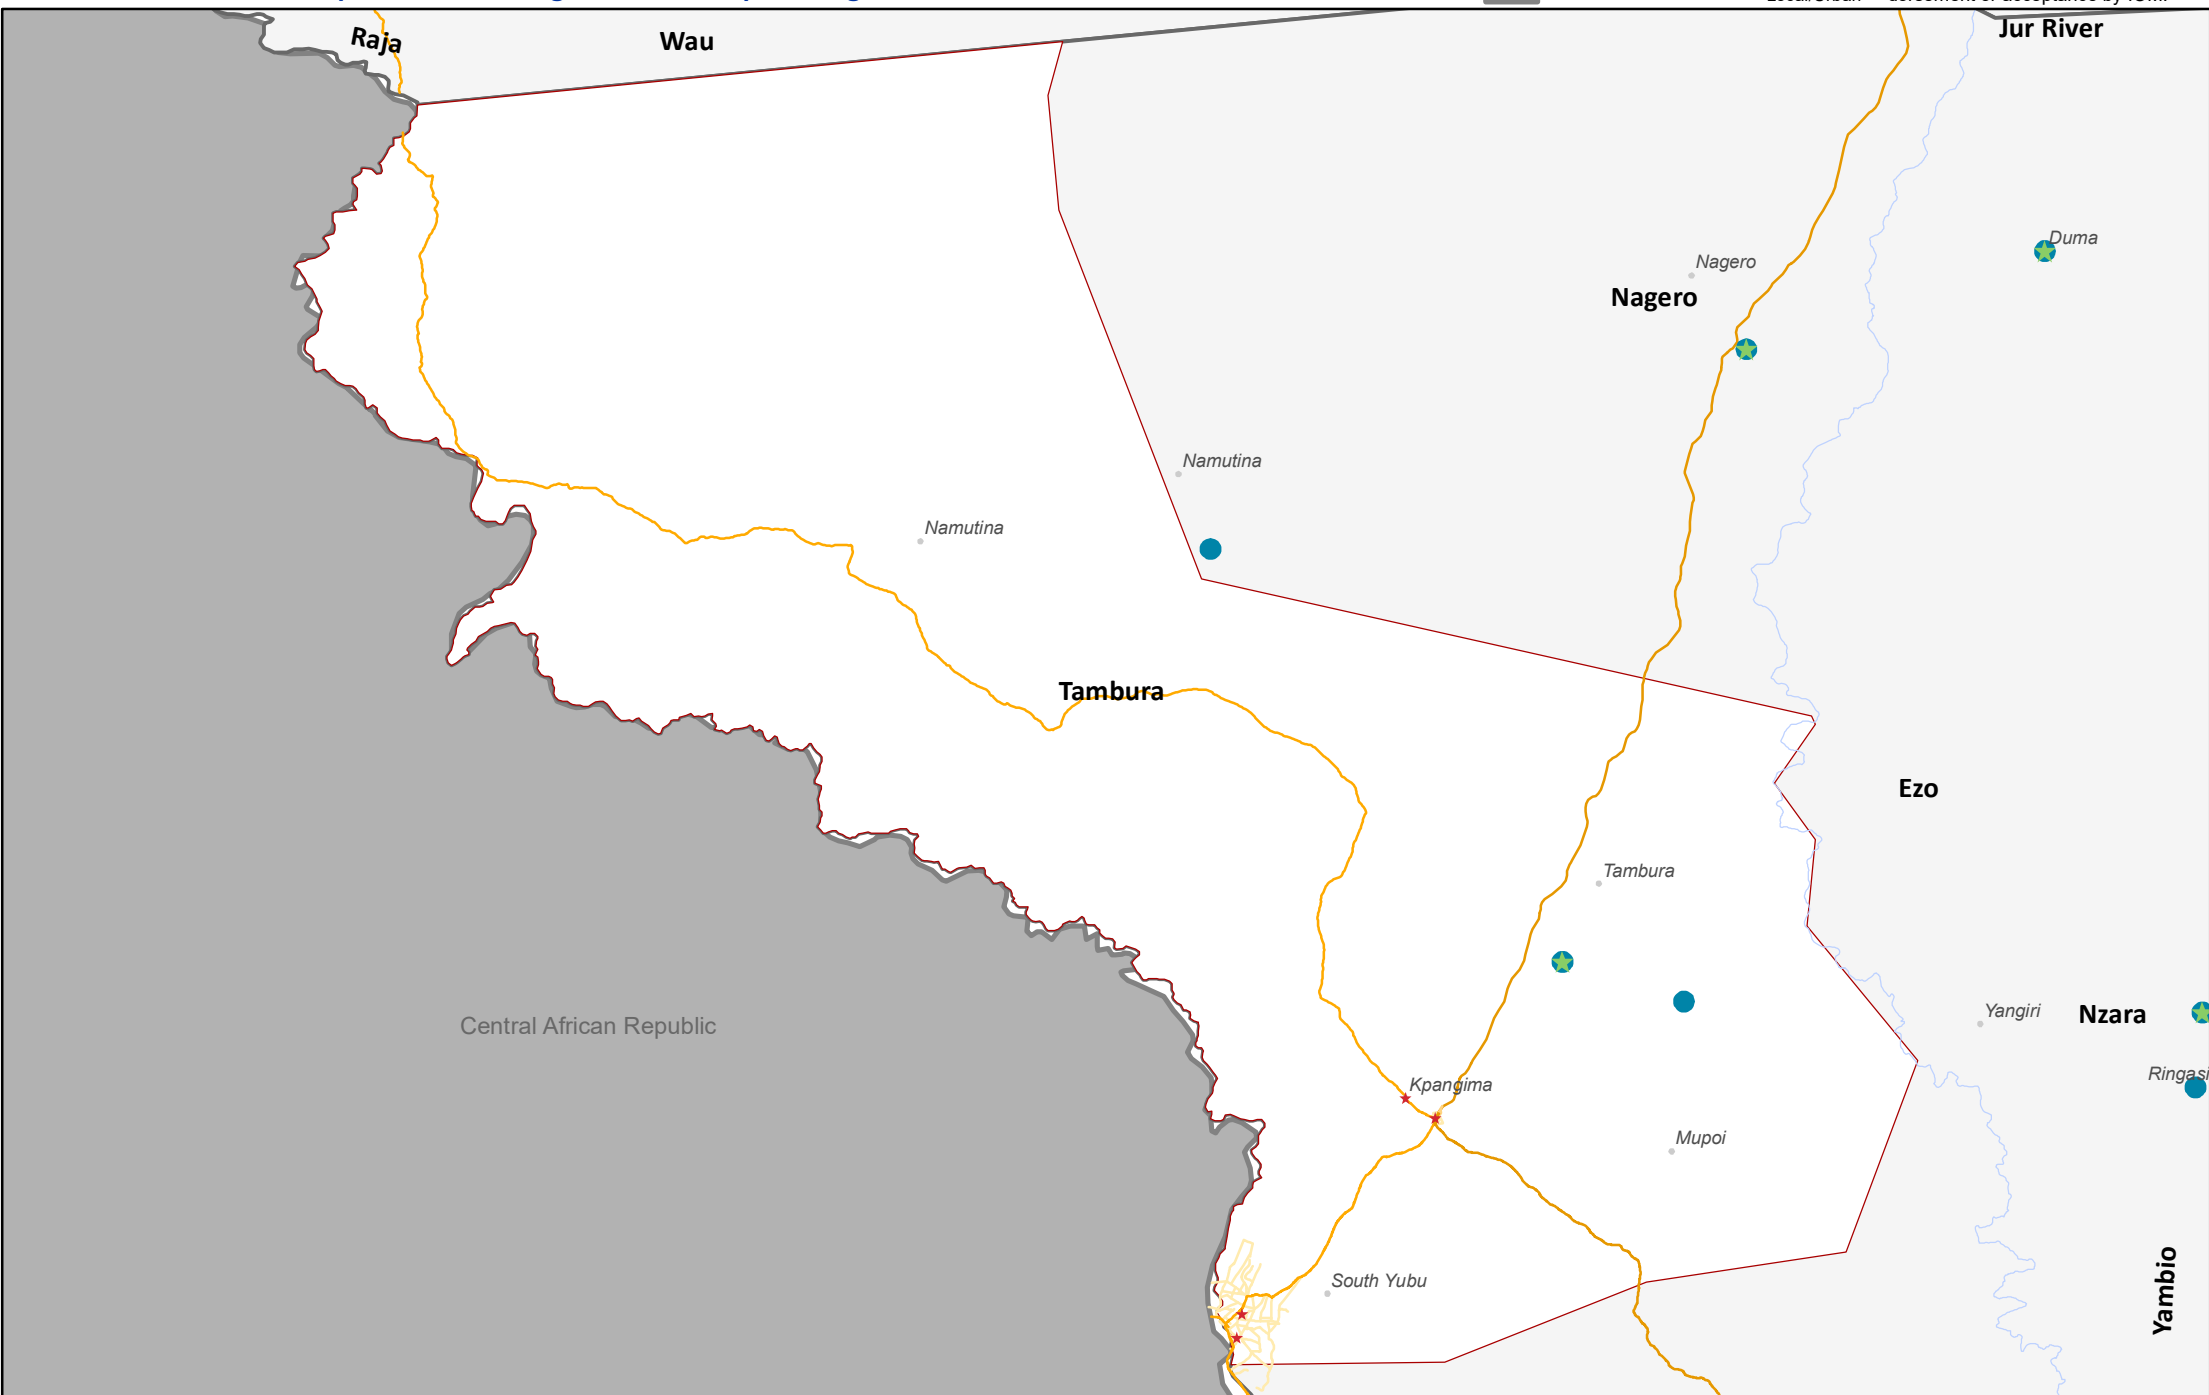 Raja
Wau
Jur River
Duma
Nagero
Nagero
Namutina
Namutina
Tambura
Ezo
Tambura
Central African Republic
Yangiri
Nzara
Ringasi
Kpangima
Mupoi
South Yubu
Yambio